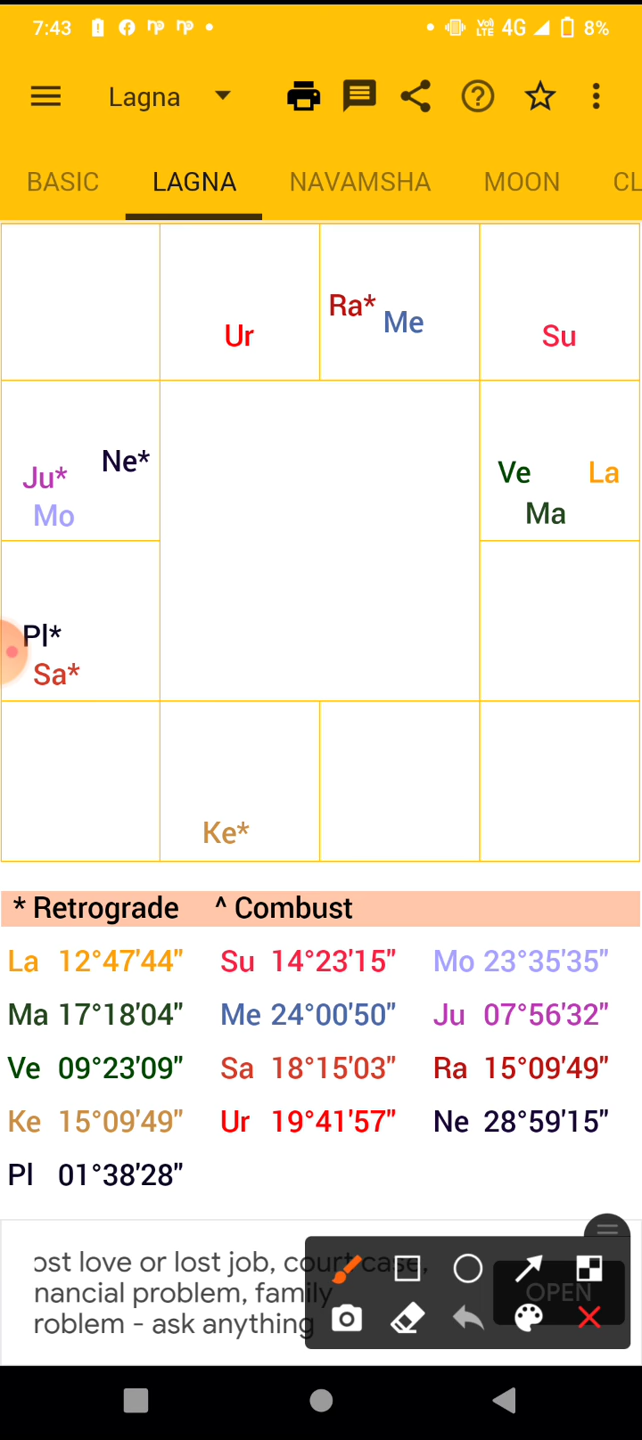 7:43 4G 8%
Lagna
BASIC LAGNA NAVAMSHA MOON CL
Ur Ra* Me Su
Ju* Ne* Mo Ve La Ma
Pl* Sa*
Ke*
* Retrograde ^ Combust
La 12°47'44" Su 14°23'15" Mo 23°35'35"
Ma 17°18'04" Me 24°00'50" Ju 07°56'32"
Ve 09°23'09" Sa 18°15'03" Ra 15°09'49"
Ke 15°09'49" Ur 19°41'57" Ne 28°59'15"
Pl 01°38'28"
ost love or lost job, court case,
nancial problem, family
roblem - ask anything
OPEN